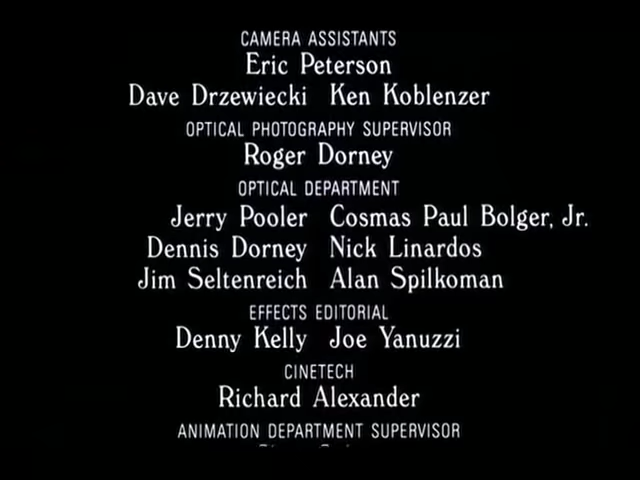 CAMERA ASSISTANTS
Eric Peterson
Dave Drzewiecki Ken Koblenzer
OPTICAL PHOTOGRAPHY SUPERVISOR
Roger Dorney
OPTICAL DEPARTMENT
Jerry Pooler Cosmas Paul Bolger, Jr.
Dennis Dorney Nick Linardos
Jim Seltenreich Alan Spilkoman
EFFECTS EDITORIAL
Denny Kelly Joe Yanuzzi
CINETECH
Richard Alexander
ANIMATION DEPARTMENT SUPERVISOR